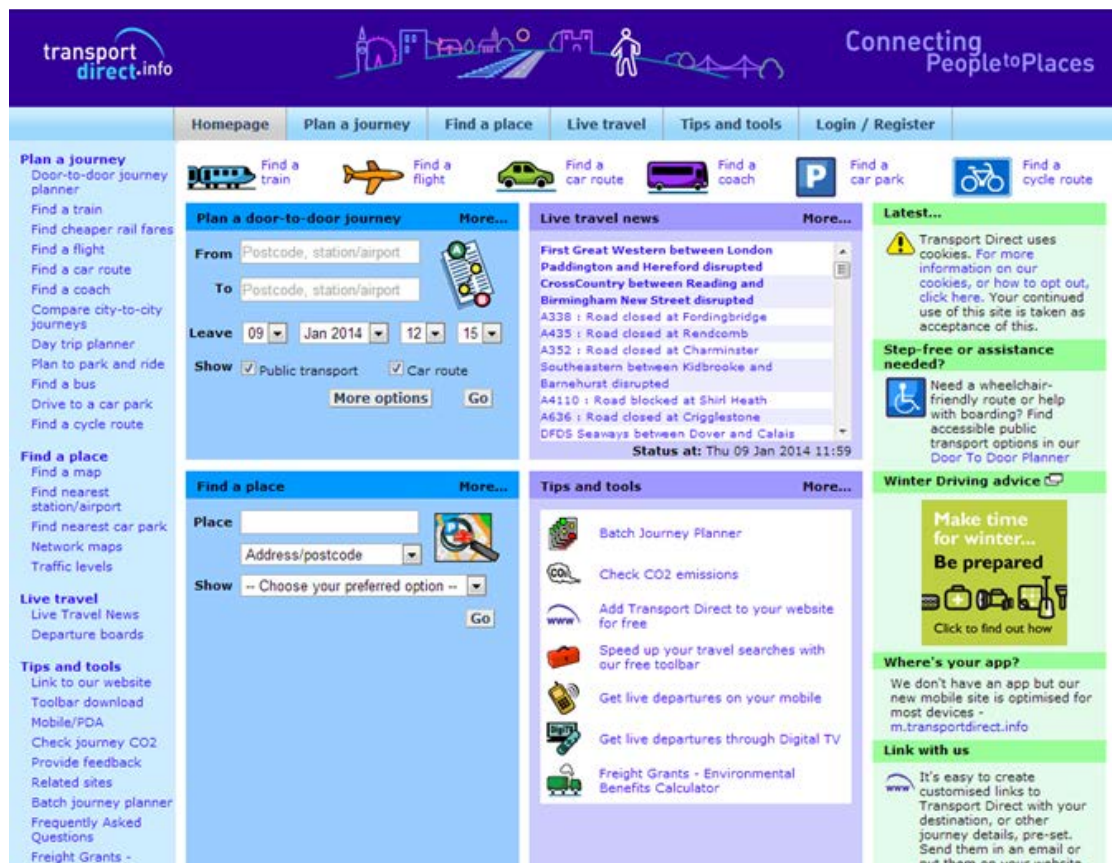 transport
direct.info
Connecting
People to Places
Homepage
Plan a journey
Find a place
Live travel
Tips and tools
Login / Register
Plan a journey
Door-to-door journey
planner
Find a train
Find cheaper rail fares
Find a flight
Find a car route
Find a coach
Compare city-to-city
journeys
Day trip planner
Plan to park and ride
Find a bus
Drive to a car park
Find a cycle route
Find a place
Find a map
Find nearest
station/airport
Find nearest car park
Network maps
Traffic levels
Live travel
Live Travel News
Departure boards
Tips and tools
Link to our website
Toolbar download
Mobile/PDA
Check journey CO2
Provide feedback
Related sites
Batch journey planner
Frequently Asked
Questions
Freight Grants -
Find a
train
Find a
flight
Find a
car route
Find a
coach
P
Find a
car park
Find a
cycle route
Plan a door-to-door journey More...
From Postcode, station/airport
To Postcode, station/airport
Leave 09 Jan 2014 12 15
Show Public transport Car route
More options Go
Live travel news More...
First Great Western between London
Paddington and Hereford disrupted
CrossCountry between Reading and
Birmingham New Street disrupted
A338 : Road closed at Fordingbridge
A435 : Road closed at Rendcomb
A352 : Road closed at Charminster
Southeastern between Kidbrooke and
Barnehurst disrupted
A4110 : Road blocked at Shirl Heath
A636 : Road closed at Crigglestone
DFDS Seaways between Dover and Calais
Status at: Thu 09 Jan 2014 11:59
Find a place More...
Place
Address/postcode
Show -- Choose your preferred option --
Go
Tips and tools More...
Batch Journey Planner
CO2
Check CO2 emissions
www
Add Transport Direct to your website
for free
Speed up your travel searches with
our free toolbar
Get live departures on your mobile
DigiTV
Get live departures through Digital TV
Freight Grants - Environmental
Benefits Calculator
Latest...
Transport Direct uses
cookies. For more
information on our
cookies, or how to opt out,
click here. Your continued
use of this site is taken as
acceptance of this.
Step-free or assistance
needed?
Need a wheelchair-
friendly route or help
with boarding? Find
accessible public
transport options in our
Door To Door Planner
Winter Driving advice
Make time
for winter...
Be prepared
Click to find out how
Where's your app?
We don't have an app but our
new mobile site is optimised for
most devices -
m.transportdirect.info
Link with us
www
It's easy to create
customised links to
Transport Direct with your
destination, or other
journey details, pre-set.
Send them in an email or
put them on your website